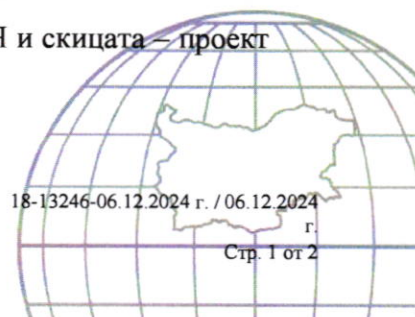 и скицата – проект
18-13246-06.12.2024 г. / 06.12.2024
г.
Стр. 1 от 2